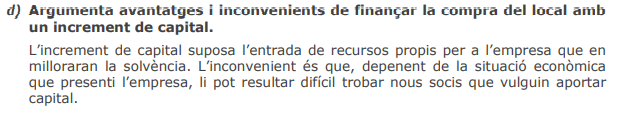 d) Argumenta avantatges i inconvenients de finançar la compra del local amb
un increment de capital.
L’increment de capital suposa l’entrada de recursos propis per a l’empresa que en
milloraran la solvència. L’inconvenient és que, depenent de la situació econòmica
que presenti l’empresa, li pot resultar difícil trobar nous socis que vulguin aportar
capital.